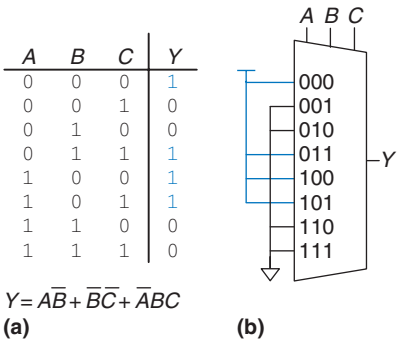 A B C Y
0 0 0 1
0 0 1 0
0 1 0 0
0 1 1 1
1 0 0 1
1 0 1 1
1 1 0 0
1 1 1 0
Y = AB̅ + B̅C̅ + A̅BC
(a)
A B C
000
001
010
011
100
101
110
111
Y
(b)